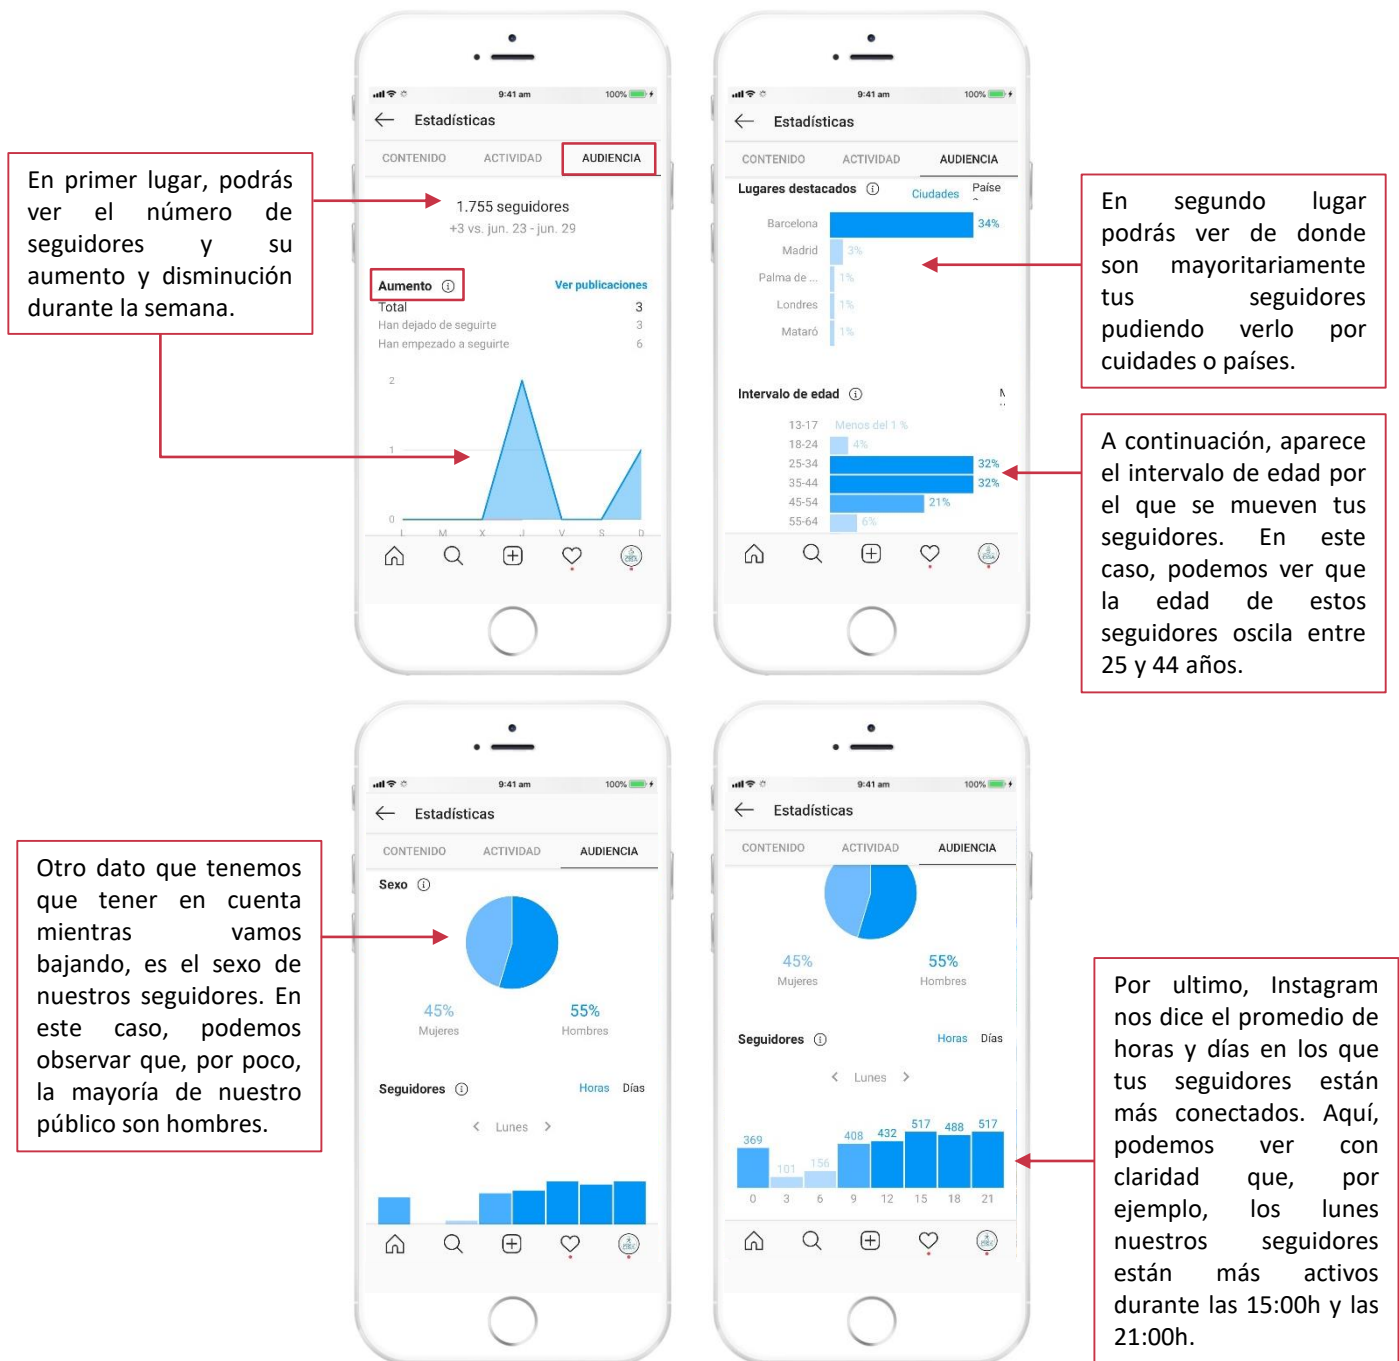 9:41 am
100%
Estadísticas
CONTENIDO ACTIVIDAD AUDIENCIA
1.755 seguidores
+3 vs. jun. 23 - jun. 29
Aumento
Ver publicaciones
Total 3
Han dejado de seguirte 3
Han empezado a seguirte 6
2
1
0
L M X J V S D
En primer lugar, podrás
ver el número de
seguidores y su
aumento y disminución
durante la semana.
9:41 am
100%
Estadísticas
CONTENIDO ACTIVIDAD AUDIENCIA
Lugares destacados
Ciudades Paíse
Barcelona 34%
Madrid 3%
Palma de ... 1%
Londres 1%
Mataró 1%
Intervalo de edad
13-17 Menos del 1 %
18-24 4%
25-34 32%
35-44 32%
45-54 21%
55-64 6%
En segundo lugar
podrás ver de donde
son mayoritariamente
tus seguidores
pudiendo verlo por
cuidades o países.
A continuación, aparece
el intervalo de edad por
el que se mueven tus
seguidores. En este
caso, podemos ver que
la edad de estos
seguidores oscila entre
25 y 44 años.
9:41 am
100%
Estadísticas
CONTENIDO ACTIVIDAD AUDIENCIA
Sexo
45% 55%
Mujeres Hombres
Seguidores
Horas Días
< Lunes >
Otro dato que tenemos
que tener en cuenta
mientras vamos
bajando, es el sexo de
nuestros seguidores. En
este caso, podemos
observar que, por poco,
la mayoría de nuestro
público son hombres.
9:41 am
100%
Estadísticas
CONTENIDO ACTIVIDAD AUDIENCIA
45% 55%
Mujeres Hombres
Seguidores
Horas Días
< Lunes >
369 101 156 408 432 517 488 517
0 3 6 9 12 15 18 21
Por ultimo, Instagram
nos dice el promedio de
horas y días en los que
tus seguidores están
más conectados. Aquí,
podemos ver con
claridad que, por
ejemplo, los lunes
nuestros seguidores
están más activos
durante las 15:00h y las
21:00h.